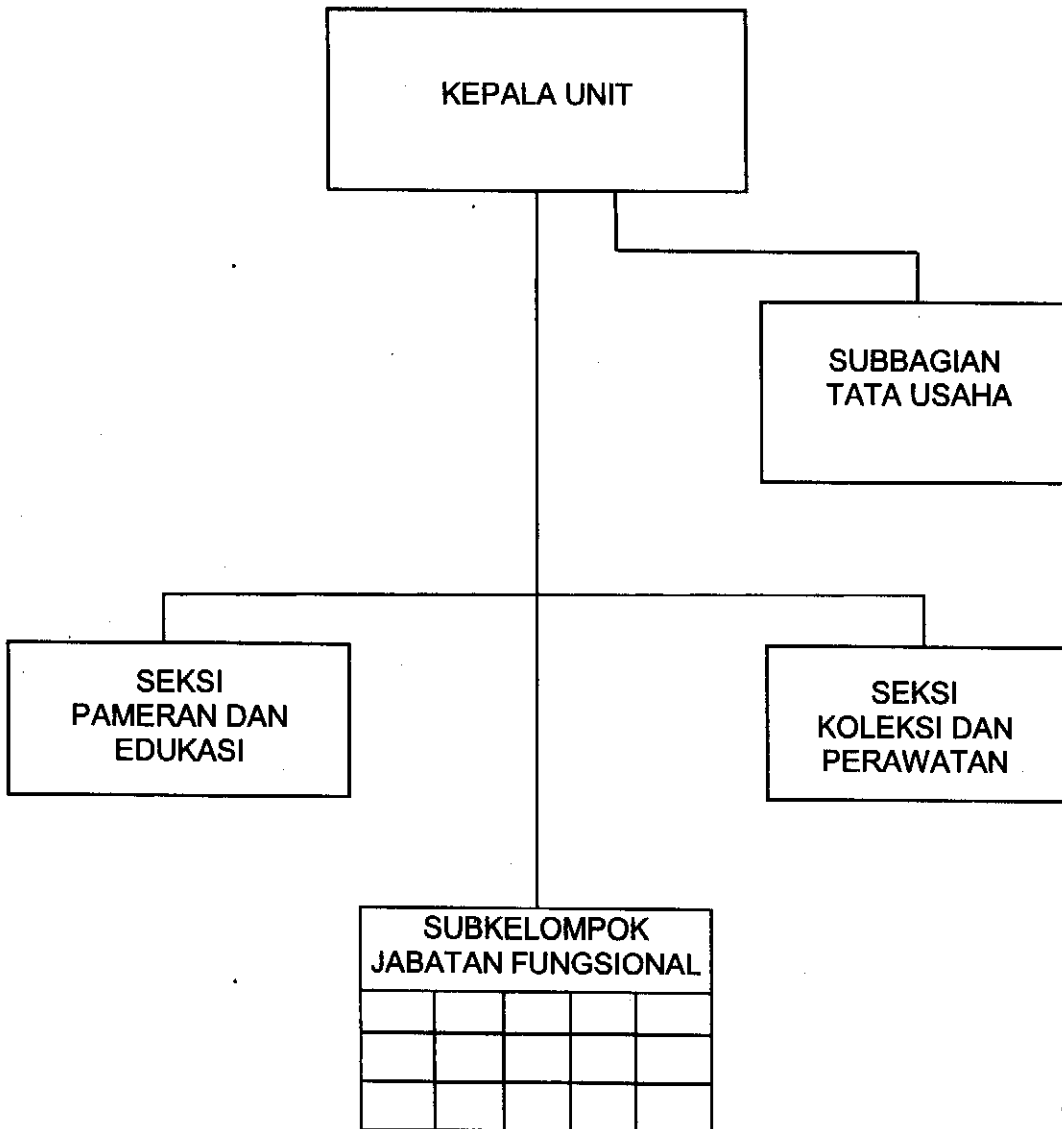 KEPALA UNIT
SUBBAGIAN
TATA USAHA
SEKSI
PAMERAN DAN
EDUKASI
SEKSI
KOLEKSI DAN
PERAWATAN
SUBKELOMPOK
JABATAN FUNGSIONAL